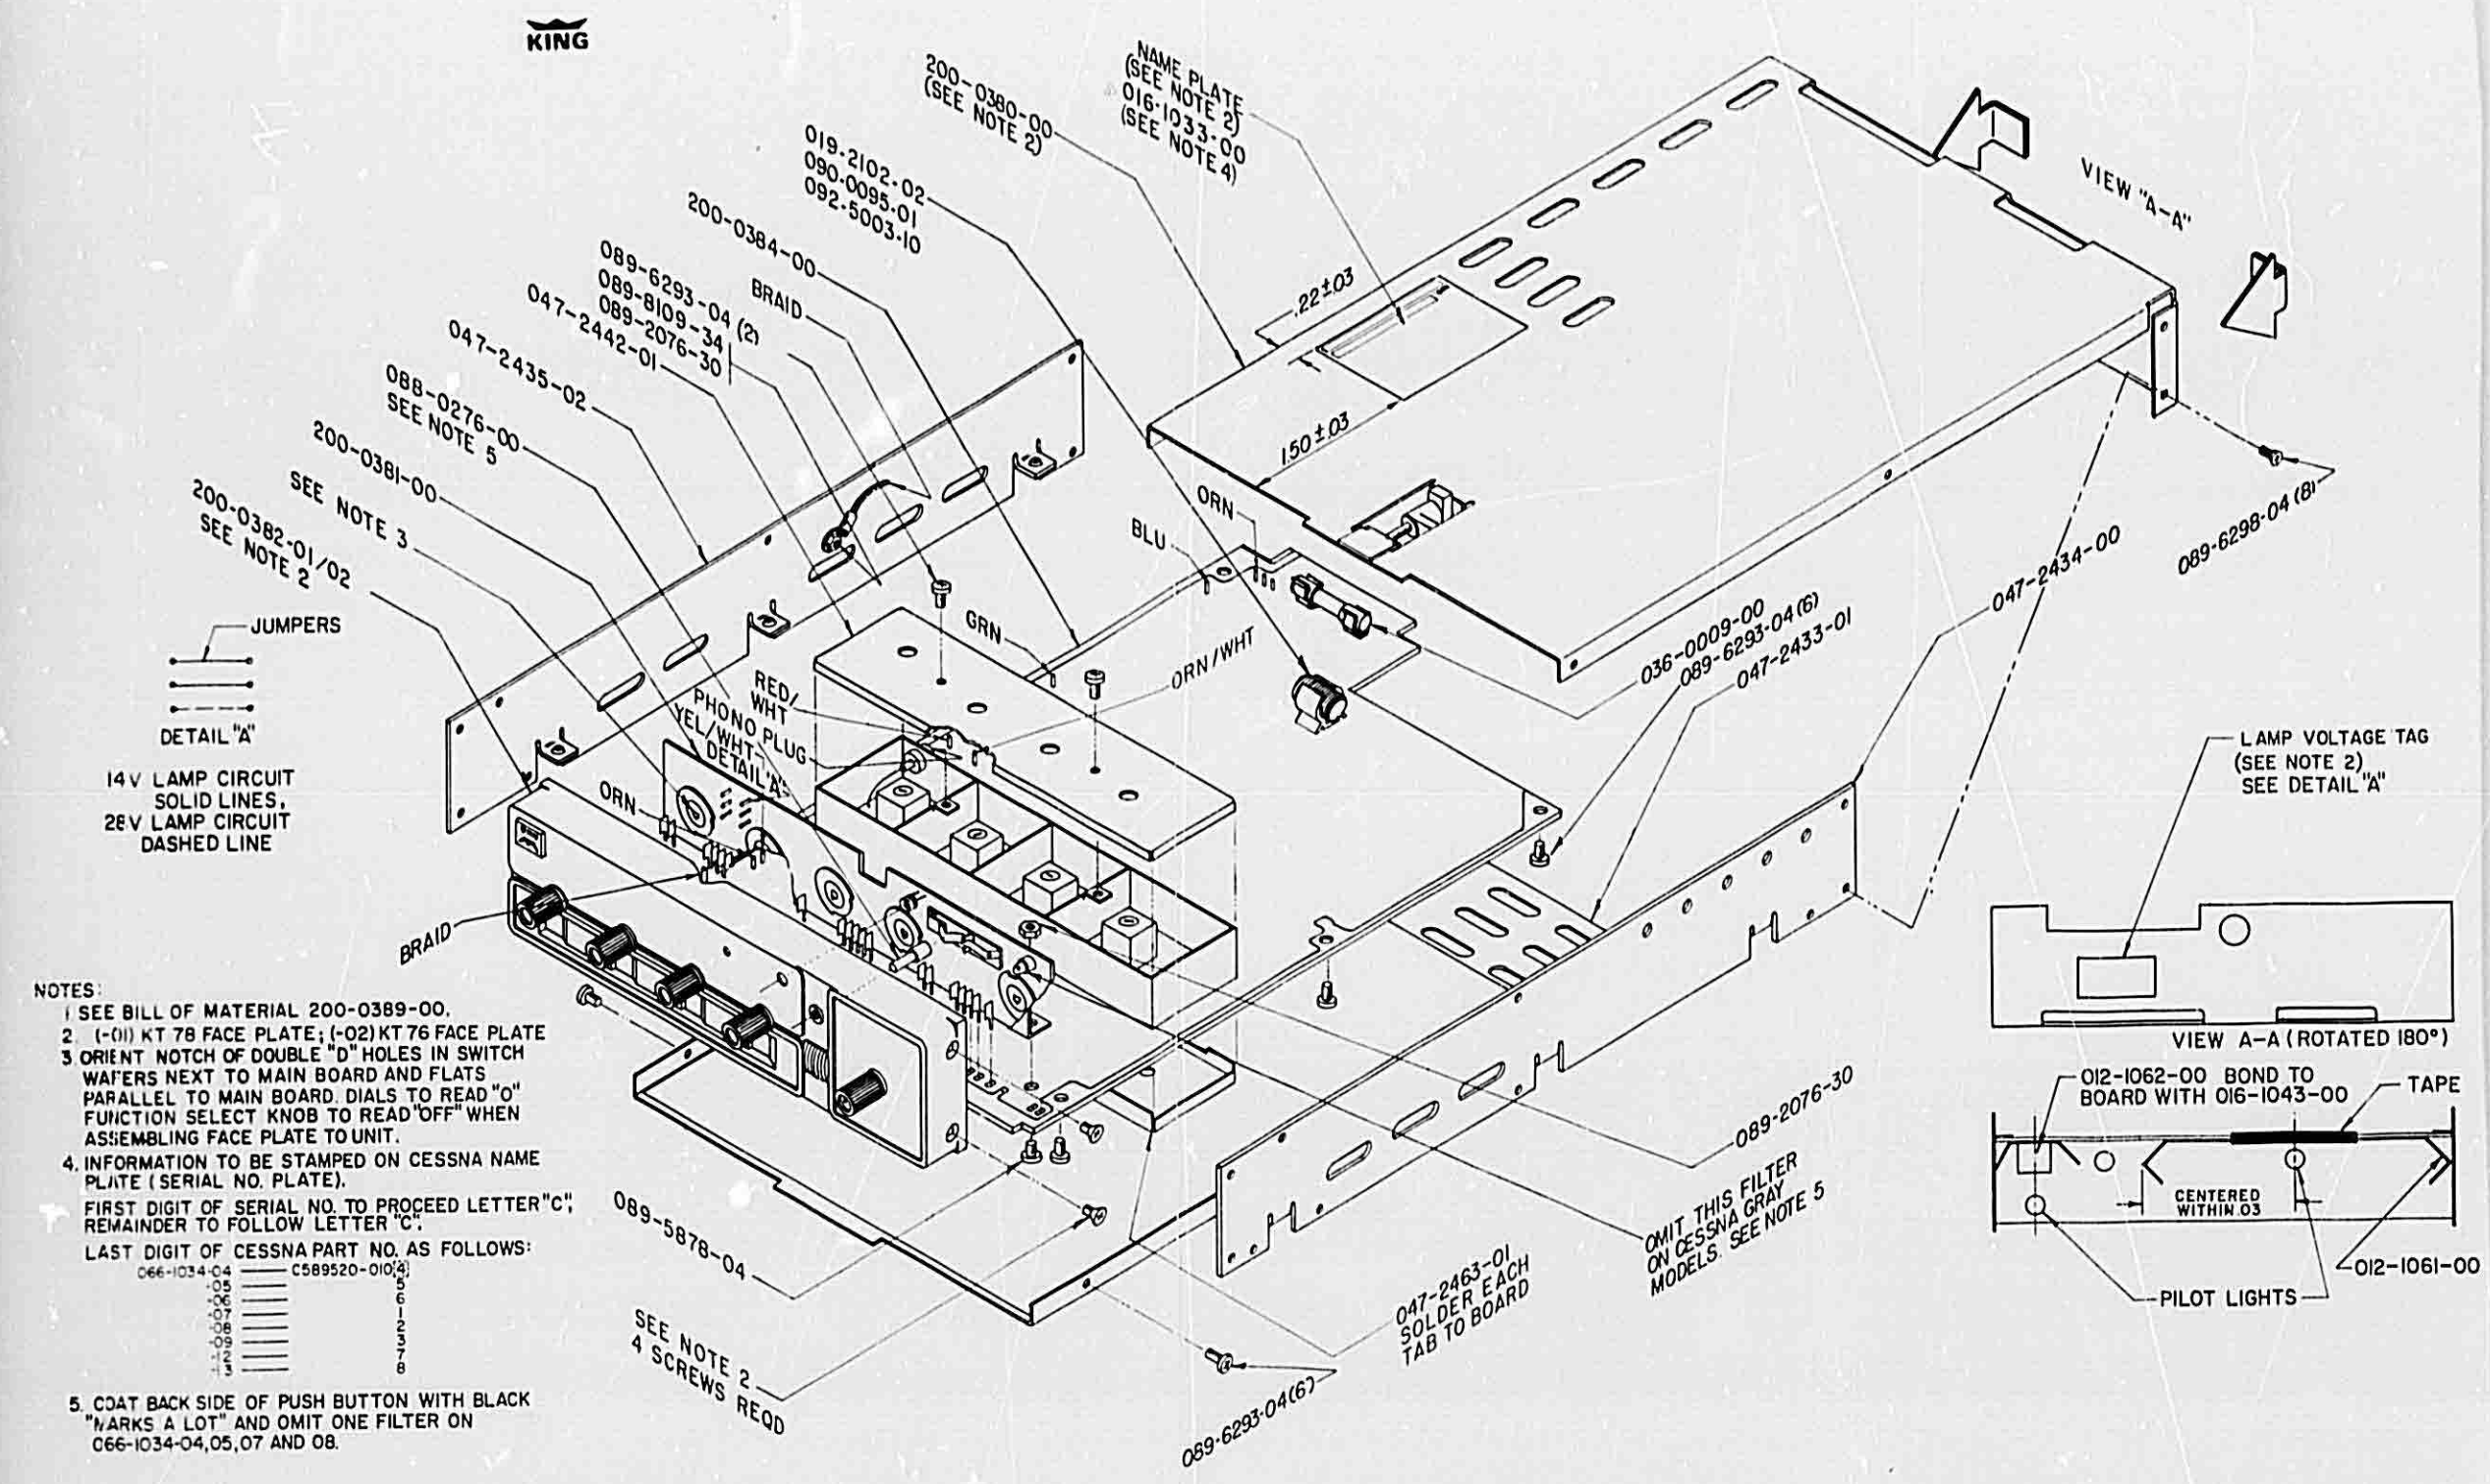 KING
NAME PLATE
(SEE NOTE 2)
016-1033-00
(SEE NOTE 4)
200-0380-00
(SEE NOTE 2)
019-2102-02
090-0095-01
092-5003-10
200-0384-00
BRAID
089-6293-04 (2)
089-8109-34
089-2076-30
047-2442-01
047-2435-02
088-0276-00
SEE NOTE 5
200-0381-00
SEE NOTE 3
200-0382-01/02
SEE NOTE 2
VIEW "A-A"
.22±.03
1.50±.03
ORN
BLU
GRN
ORN/WHT
RED/
WHT
PHONO PLUG
YEL/WHT
DETAIL "A"
ORN
BRAID
089-6298-04 (8)
047-2434-00
036-0009-00
089-6293-04 (6)
047-2433-01
JUMPERS
DETAIL "A"
14V LAMP CIRCUIT
SOLID LINES,
28V LAMP CIRCUIT
DASHED LINE
LAMP VOLTAGE TAG
(SEE NOTE 2)
SEE DETAIL "A"
VIEW A-A (ROTATED 180°)
012-1062-00 BOND TO
BOARD WITH 016-1043-00
TAPE
CENTERED
WITHIN .03
012-1061-00
PILOT LIGHTS
089-2076-30
OMIT THIS FILTER
ON CESSNA GRAY
MODELS. SEE NOTE 5
047-2463-01
SOLDER EACH
TAB TO BOARD
089-5878-04
SEE NOTE 2
4 SCREWS REQD
089-6293-04(6)
NOTES:
1 SEE BILL OF MATERIAL 200-0389-00.
2. (-01) KT 78 FACE PLATE; (-02) KT 76 FACE PLATE
3. ORIENT NOTCH OF DOUBLE "D" HOLES IN SWITCH
WAFERS NEXT TO MAIN BOARD AND FLATS
PARALLEL TO MAIN BOARD. DIALS TO READ "O"
FUNCTION SELECT KNOB TO READ "OFF" WHEN
ASSEMBLING FACE PLATE TO UNIT.
4. INFORMATION TO BE STAMPED ON CESSNA NAME
PLATE (SERIAL NO. PLATE).
FIRST DIGIT OF SERIAL NO. TO PROCEED LETTER "C";
REMAINDER TO FOLLOW LETTER "C".
LAST DIGIT OF CESSNA PART NO. AS FOLLOWS:
066-1034-04 C589520-010[4]
-05 5
-06 6
-07 1
-08 2
-09 3
-12 7
-13 8
5. COAT BACK SIDE OF PUSH BUTTON WITH BLACK
"MARKS A LOT" AND OMIT ONE FILTER ON
066-1034-04,05,07 AND 08.